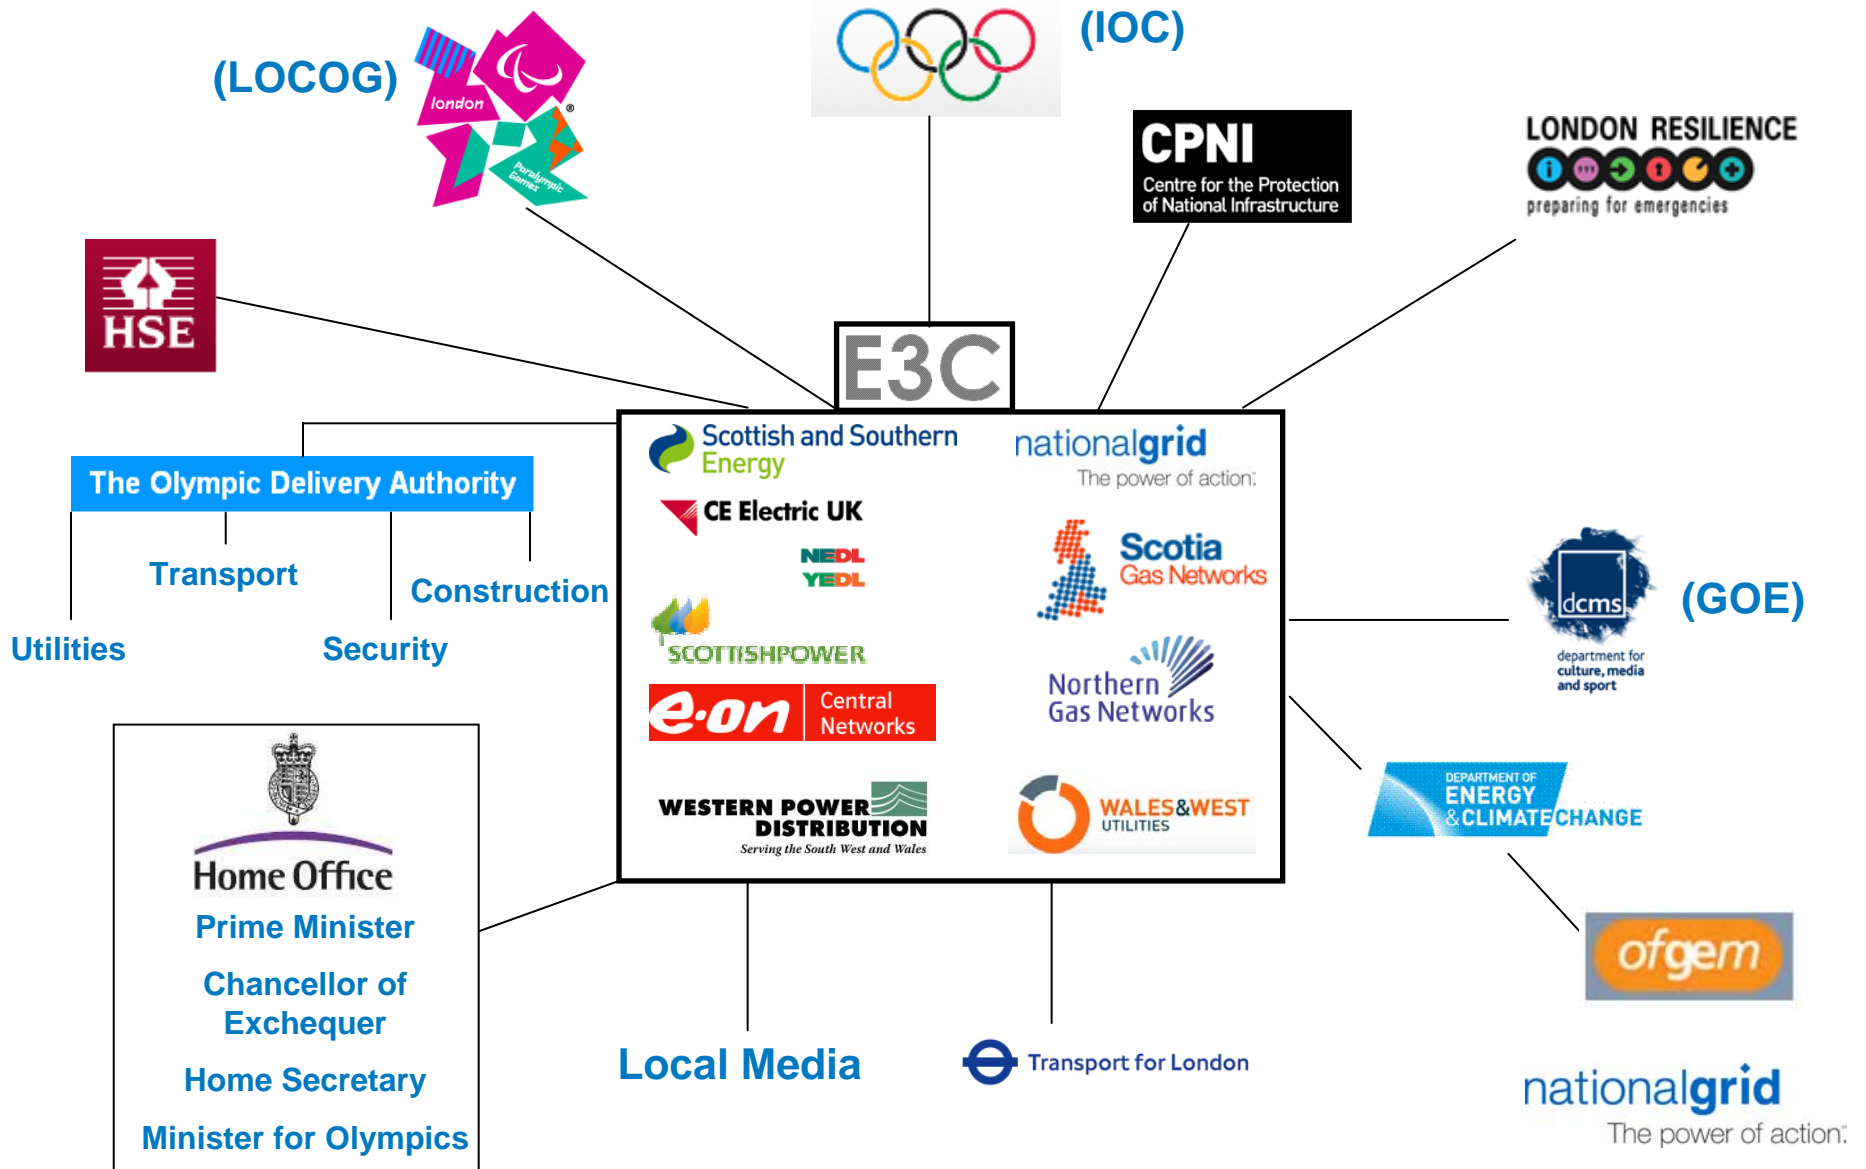 (IOC)
(LOCOG)
london
Paralympic
Games
®
CPNI
Centre for the Protection
of National Infrastructure
LONDON RESILIENCE
preparing for emergencies
HSE
E3C
The Olympic Delivery Authority
Transport
Construction
Utilities
Security
Scottish and Southern
Energy
nationalgrid
The power of action.
CE Electric UK
NEDL
YEDL
Scotia
Gas Networks
SCOTTISHPOWER
Northern
Gas Networks
e·on
Central
Networks
WESTERN POWER
DISTRIBUTION
Serving the South West and Wales
WALES&WEST
UTILITIES
dcms
(GOE)
department for
culture, media
and sport
DEPARTMENT OF
ENERGY
&CLIMATE CHANGE
Home Office
Prime Minister
Chancellor of
Exchequer
Home Secretary
Minister for Olympics
Local Media
Transport for London
ofgem
nationalgrid
The power of action.